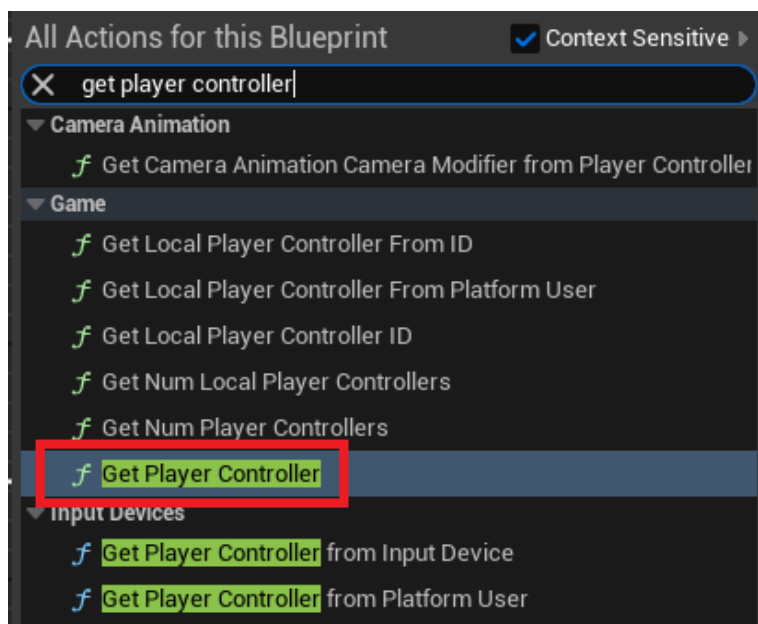 All Actions for this Blueprint Context Sensitive
get player controller
Camera Animation
f Get Camera Animation Camera Modifier from Player Controller
Game
f Get Local Player Controller From ID
f Get Local Player Controller From Platform User
f Get Local Player Controller ID
f Get Num Local Player Controllers
f Get Num Player Controllers
f Get Player Controller
Input Devices
f Get Player Controller from Input Device
f Get Player Controller from Platform User